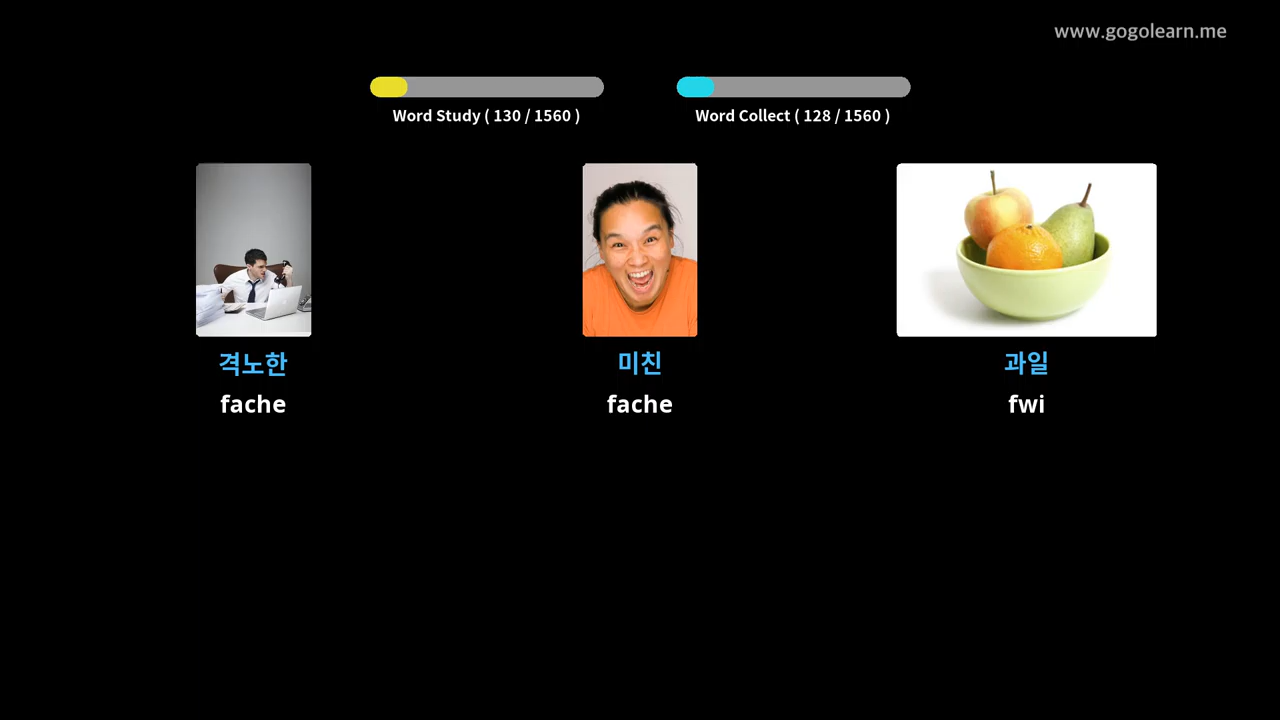 www.gogolearn.me
Word Study ( 130 / 1560 )
Word Collect ( 128 / 1560 )
격노한
미친
과일
fache
fache
fwi